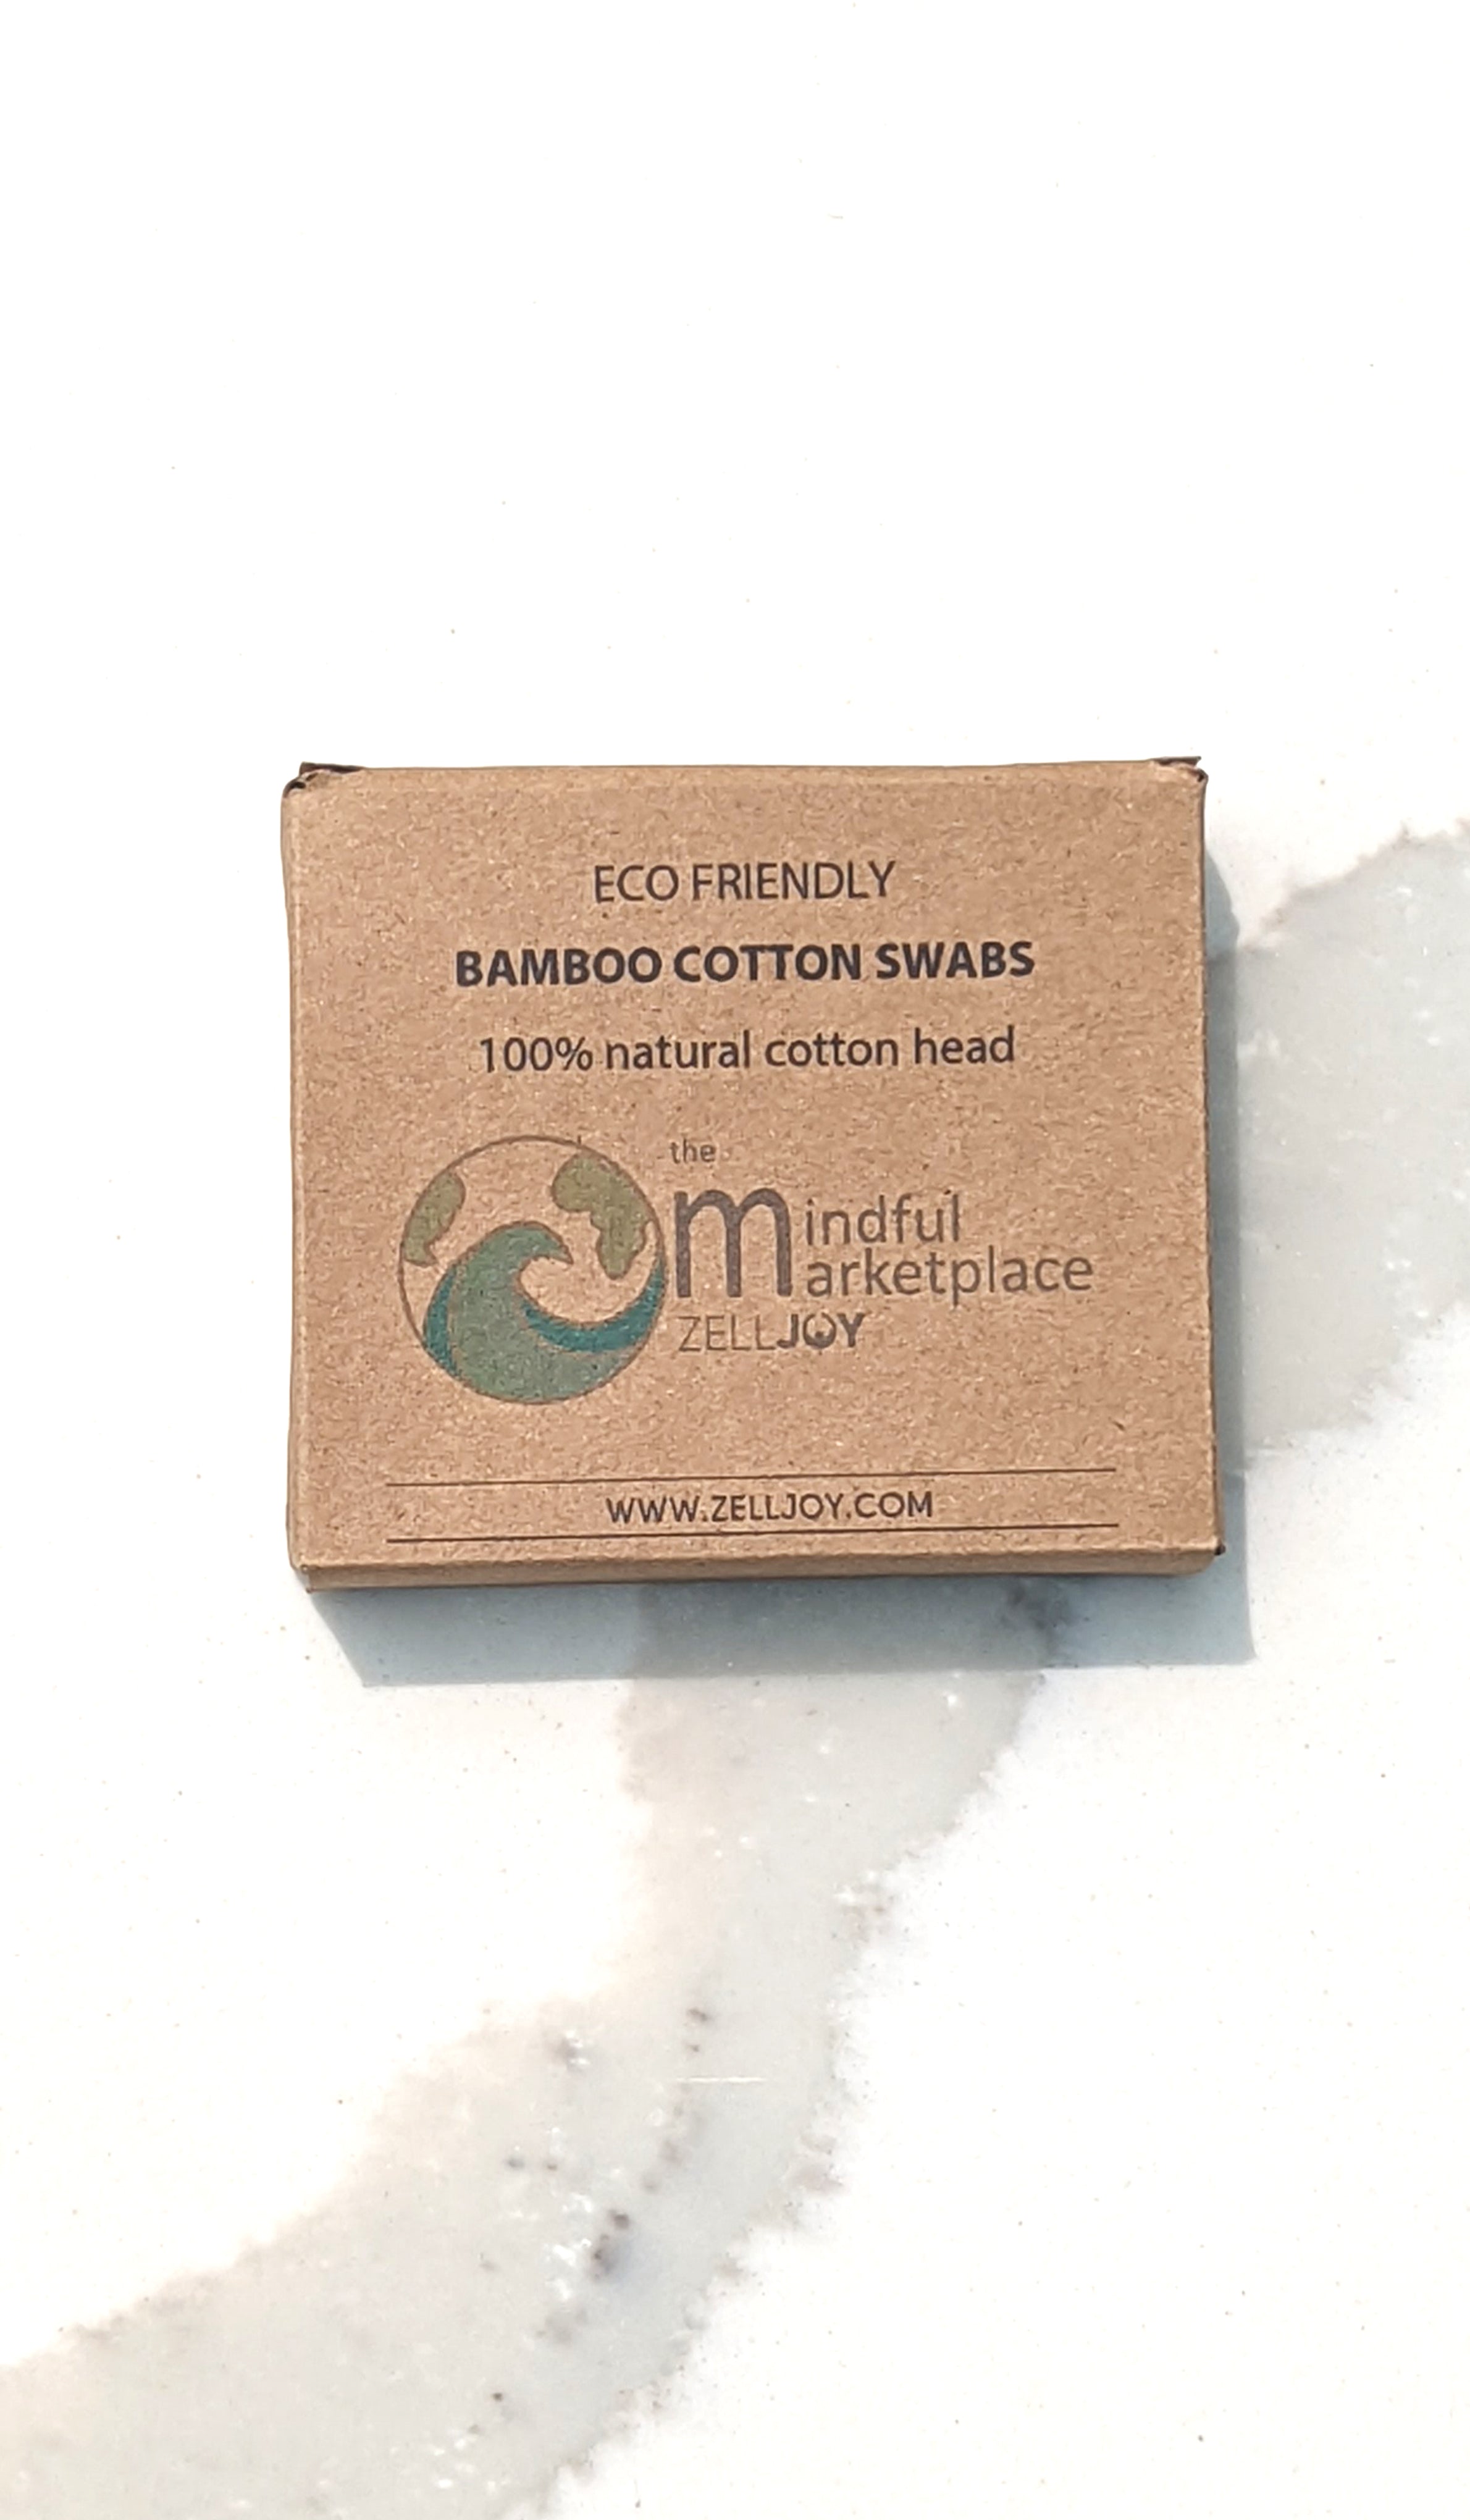 ECO FRIENDLY
BAMBOO COTTON SWABS
100% natural cotton head
the
mindful
marketplace
ZELLJOY
WWW.ZELLJOY.COM